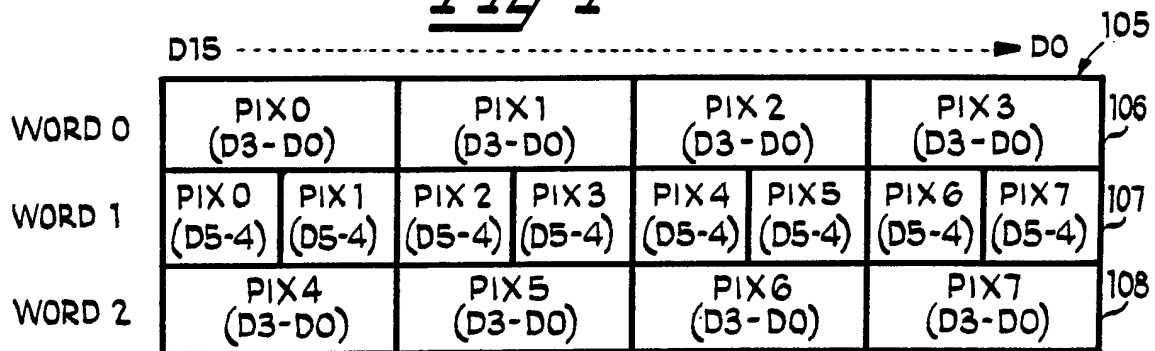 D15 D0 105
WORD 0 PIX0 PIX1 PIX2 PIX3 106
(D3-D0) (D3-D0) (D3-D0) (D3-D0)
WORD 1 PIX0 PIX1 PIX2 PIX3 PIX4 PIX5 PIX6 PIX7 107
(D5-4) (D5-4) (D5-4) (D5-4) (D5-4) (D5-4) (D5-4) (D5-4)
WORD 2 PIX4 PIX5 PIX6 PIX7 108
(D3-D0) (D3-D0) (D3-D0) (D3-D0)